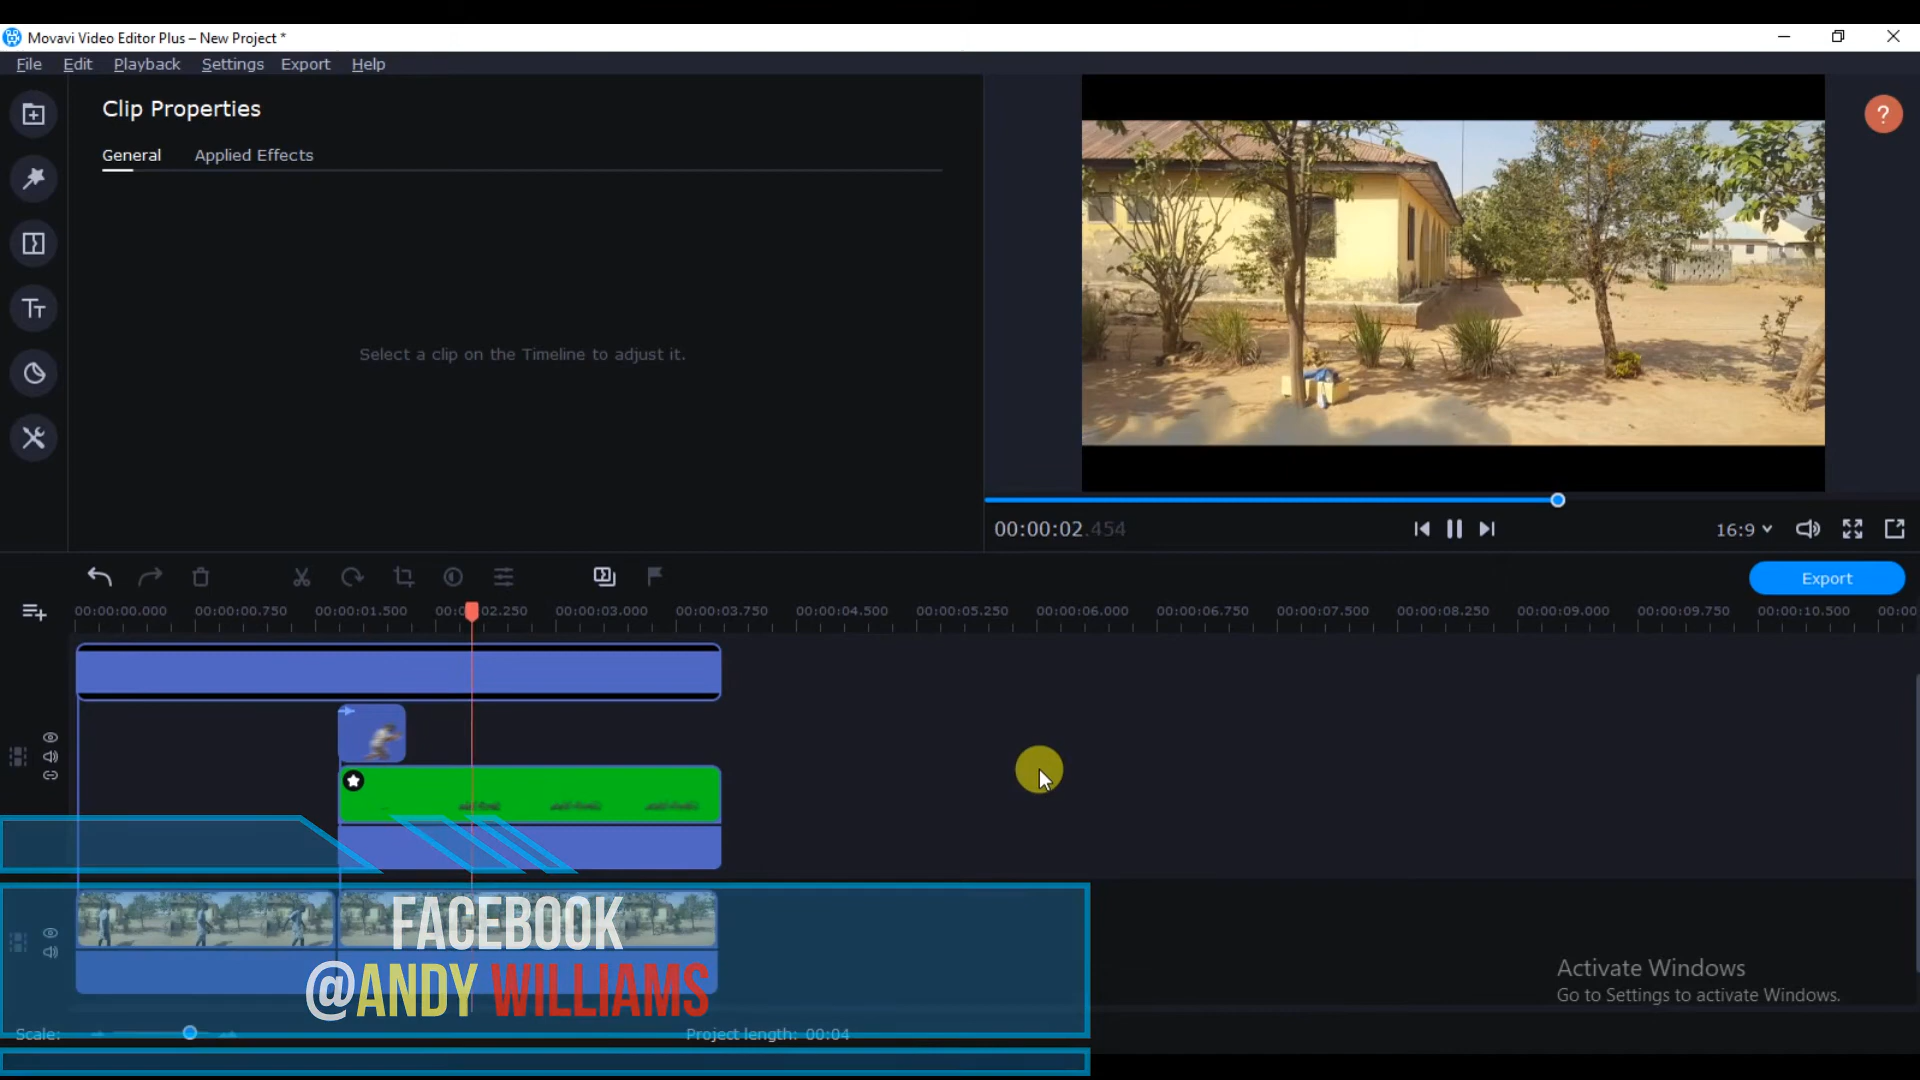 Movavi Video Editor Plus – New Project *
File Edit Playback Settings Export Help
Clip Properties
General Applied Effects
Select a clip on the Timeline to adjust it.
?
00:00:02.454
16:9
Export
00:00:00.000 00:00:00.750 00:00:01.500 00:00:02.250 00:00:03.000 00:00:03.750 00:00:04.500 00:00:05.250 00:00:06.000 00:00:06.750 00:00:07.500 00:00:08.250 00:00:09.000 00:00:09.750 00:00:10.500
FACEBOOK
@ANDY WILLIAMS
Activate Windows
Go to Settings to activate Windows.
Scale:
Project length: 00:04